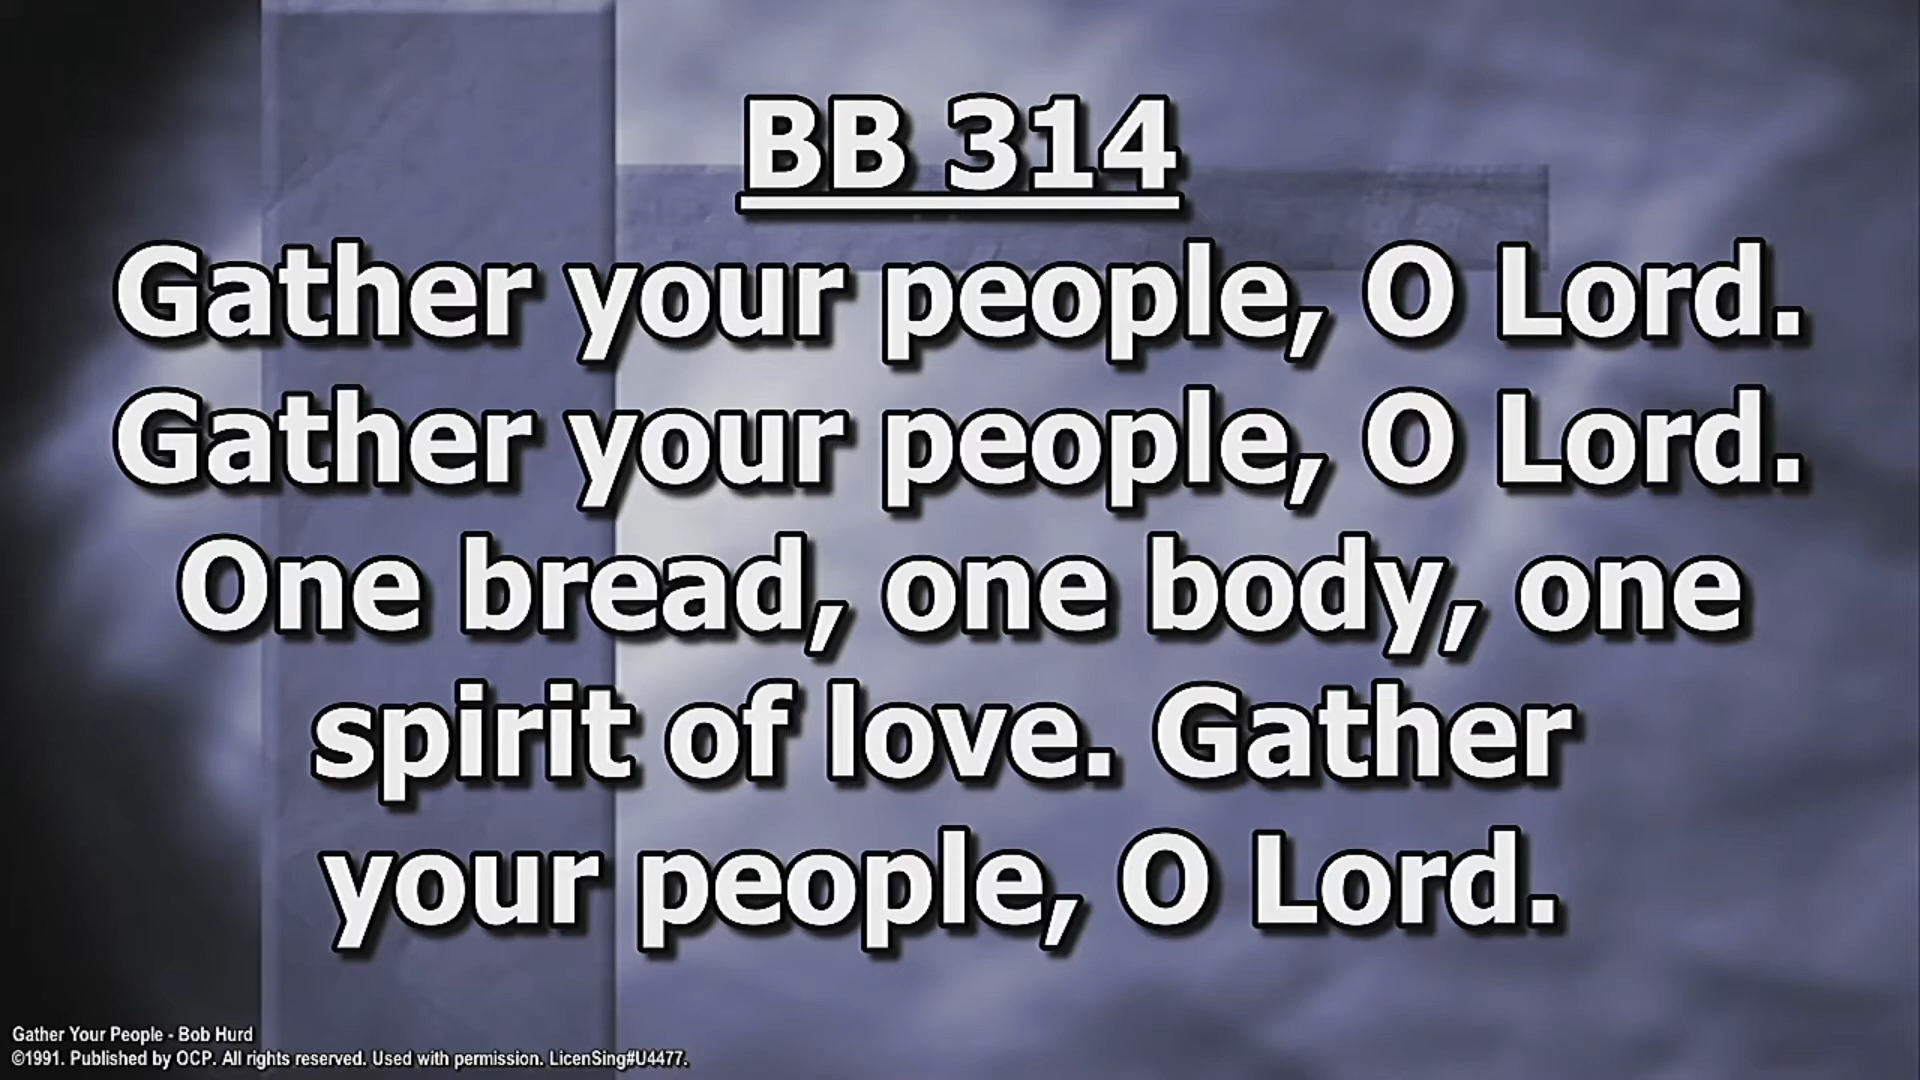 BB 314
Gather your people, O Lord.
Gather your people, O Lord.
One bread, one body, one
spirit of love. Gather
your people, O Lord.
Gather Your People - Bob Hurd
©1991. Published by OCP. All rights reserved. Used with permission. LicenSing#U4477.